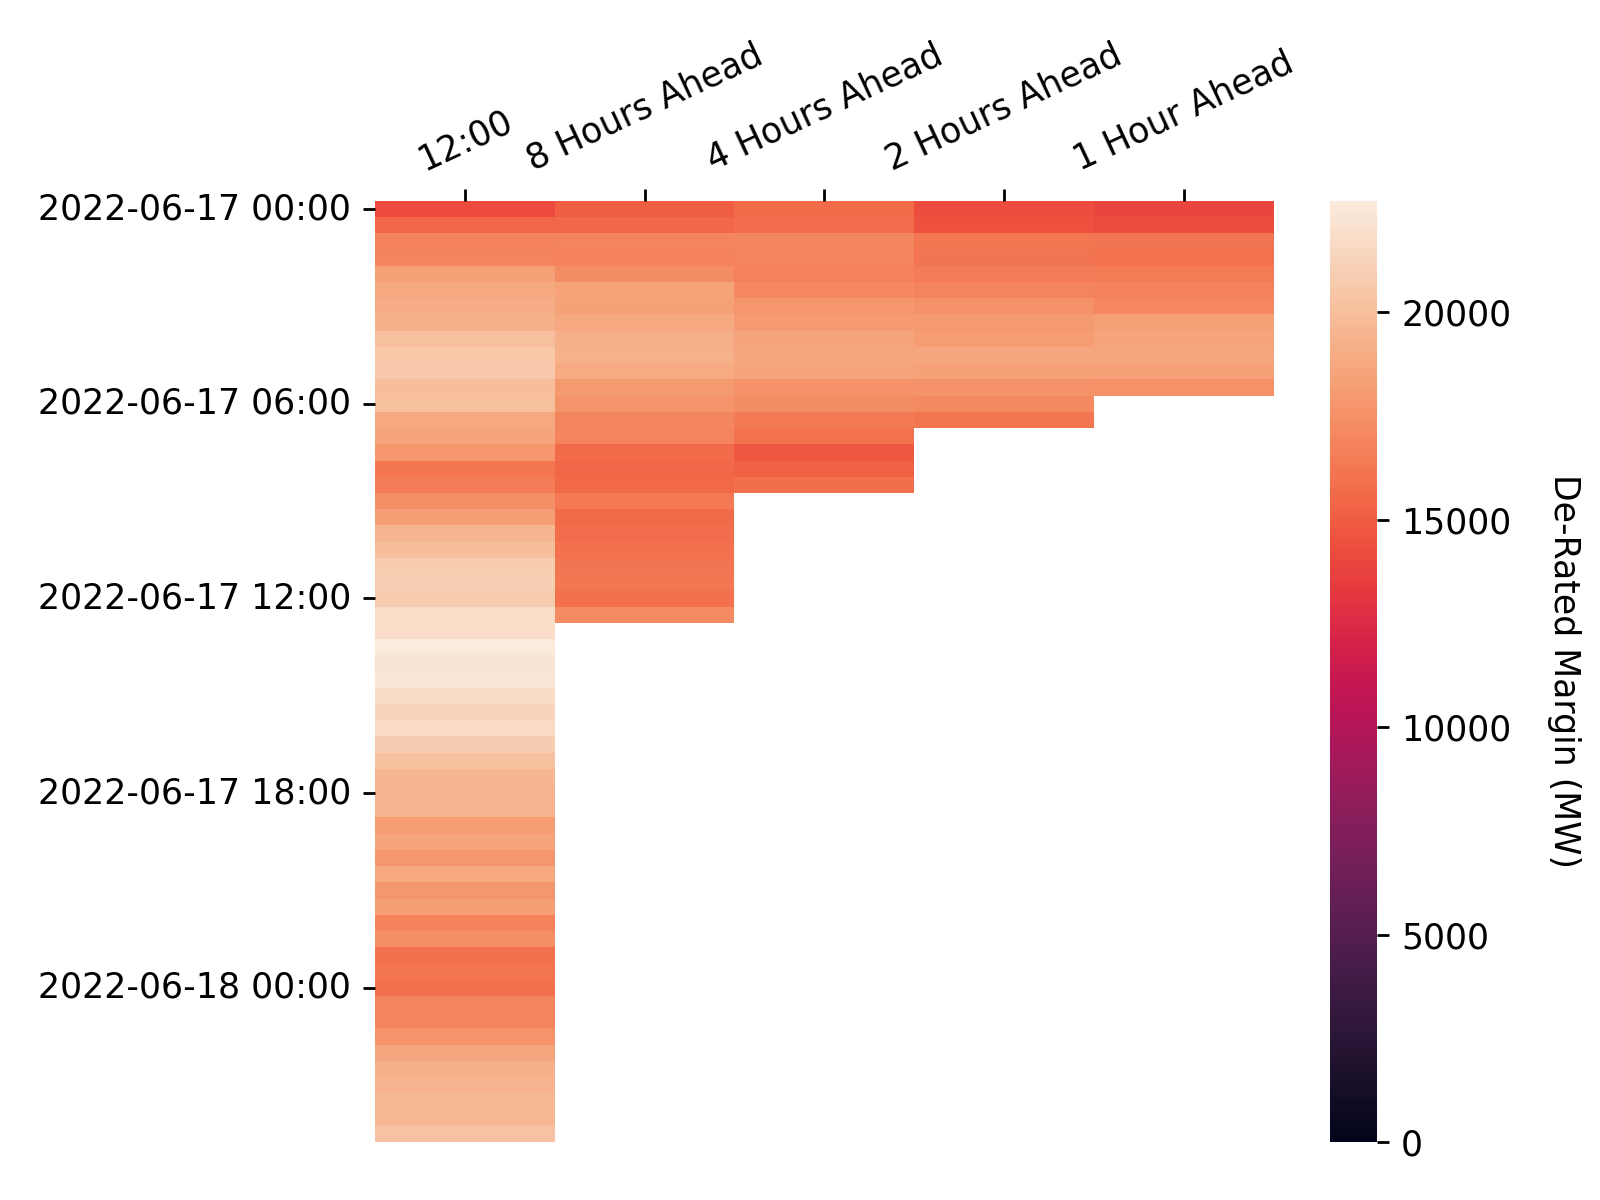 12:00
8 Hours Ahead
4 Hours Ahead
2 Hours Ahead
1 Hour Ahead
2022-06-17 00:00
2022-06-17 06:00
2022-06-17 12:00
2022-06-17 18:00
2022-06-18 00:00
20000
15000
10000
5000
0
De-Rated Margin (MW)